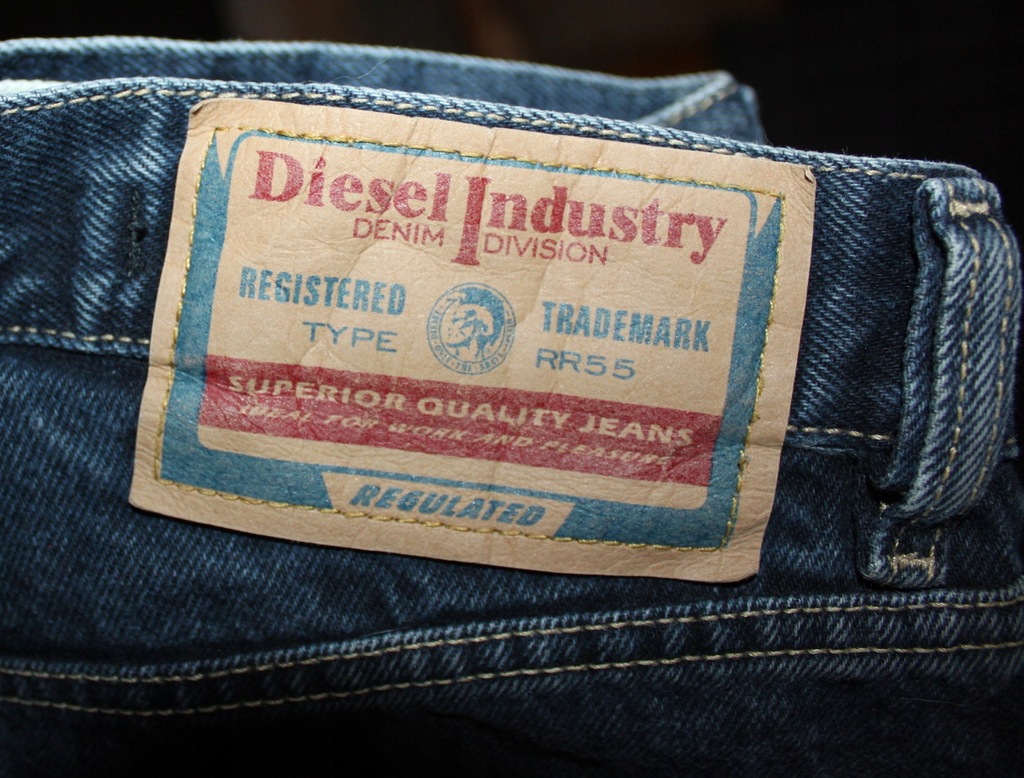 Diesel Industry
DENIM DIVISION
REGISTERED TRADEMARK
TYPE RR55
SUPERIOR QUALITY JEANS
IDEAL FOR WORK AND PLEASURE
REGULATED